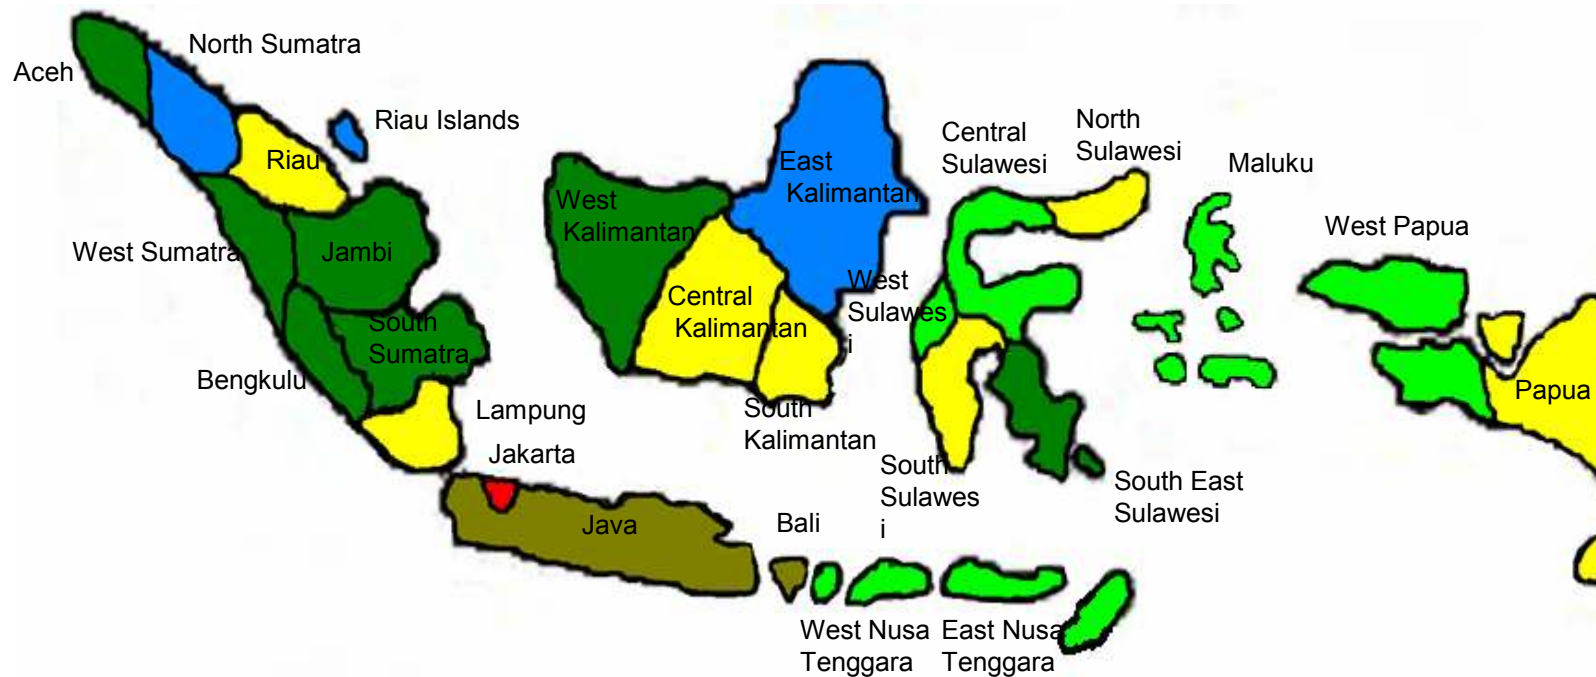 North Sumatra
Aceh
Riau Islands
Riau
West Sumatra
Jambi
South
Sumatra
Bengkulu
Lampung
Jakarta
Java
Bali
West
Kalimantan
East
Kalimantan
Central
Kalimantan
South
Kalimantan
Central
Sulawesi
North
Sulawesi
West
Sulawes
i
South
Sulawes
i
South East
Sulawesi
Maluku
West Papua
Papua
West Nusa
Tenggara
East Nusa
Tenggara